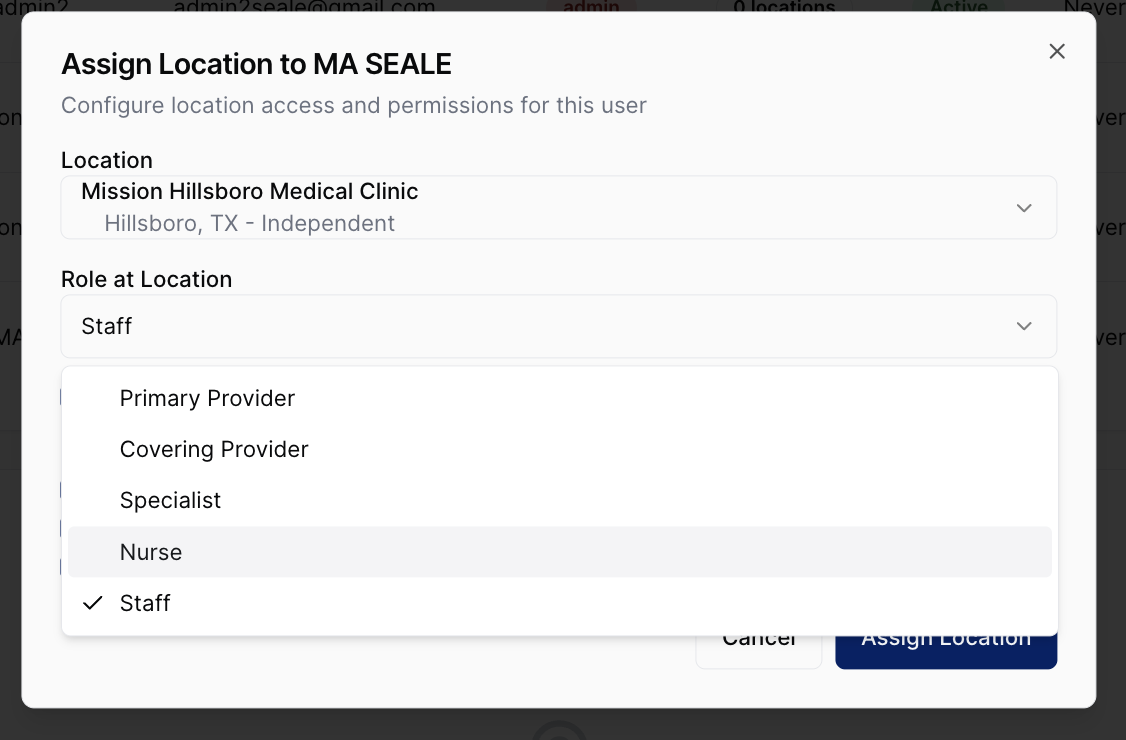 admin2seale@gmail.com
admin
0 locations
Active
Never
Assign Location to MA SEALE
Configure location access and permissions for this user
Location
Mission Hillsboro Medical Clinic
Hillsboro, TX - Independent
Role at Location
Staff
Primary Provider
Covering Provider
Specialist
Nurse
Staff
Cancel
Assign Location